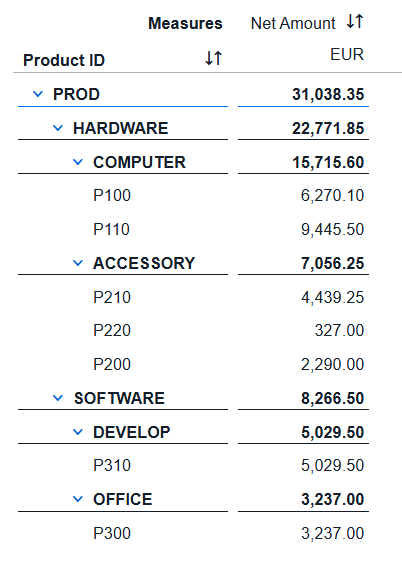 Measures Net Amount
Product ID EUR
PROD 31,038.35
HARDWARE 22,771.85
COMPUTER 15,715.60
P100 6,270.10
P110 9,445.50
ACCESSORY 7,056.25
P210 4,439.25
P220 327.00
P200 2,290.00
SOFTWARE 8,266.50
DEVELOP 5,029.50
P310 5,029.50
OFFICE 3,237.00
P300 3,237.00